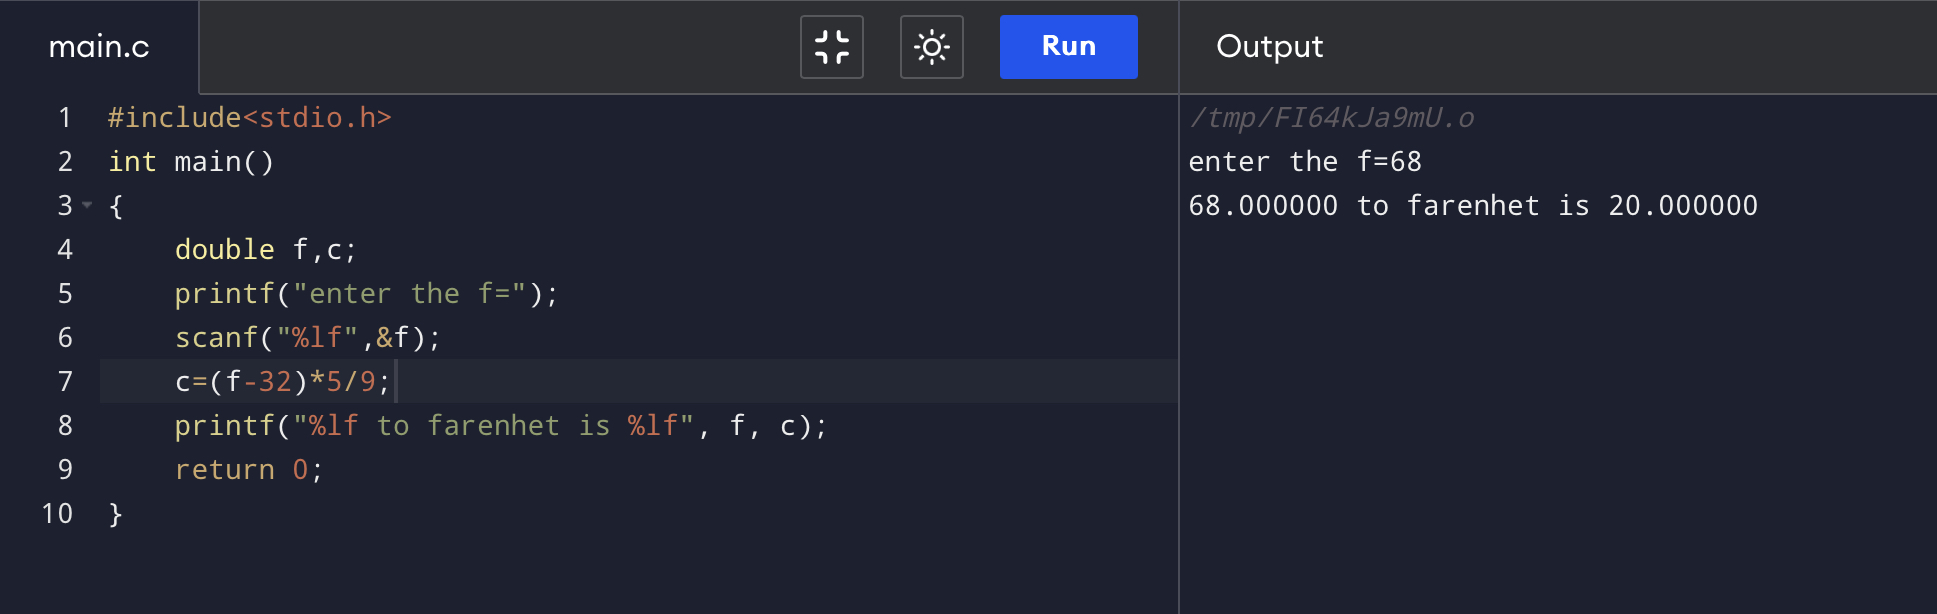 main.c
Run
Output
1 #include<stdio.h>
2 int main()
3 {
4     double f,c;
5     printf("enter the f=");
6     scanf("%lf",&f);
7     c=(f-32)*5/9;
8     printf("%lf to farenhet is %lf", f, c);
9     return 0;
10 }
/tmp/FI64kJa9mU.o
enter the f=68
68.000000 to farenhet is 20.000000